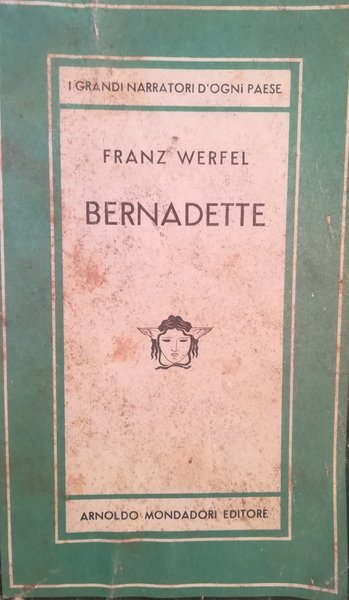 I GRANDI NARRATORI D'OGNI PAESE
FRANZ WERFEL
BERNADETTE
ARNOLDO MONDADORI EDITORE